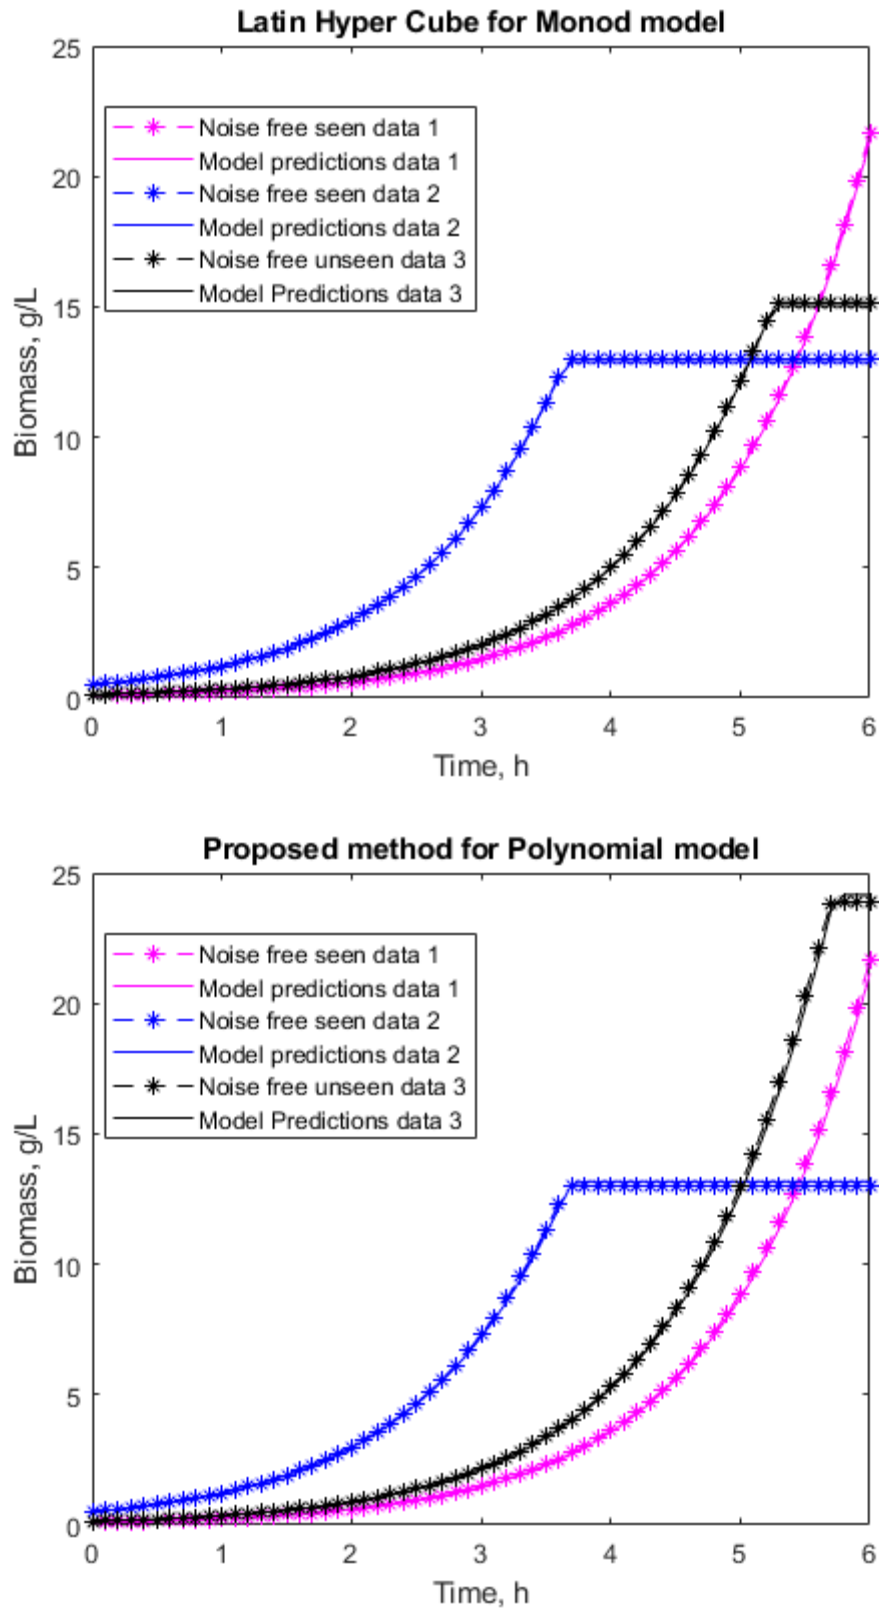 Latin Hyper Cube for Monod model
25
20
15
10
5
0
Biomass, g/L
Noise free seen data 1
Model predictions data 1
Noise free seen data 2
Model predictions data 2
Noise free unseen data 3
Model Predictions data 3
0 1 2 3 4 5 6
Time, h
Proposed method for Polynomial model
25
20
15
10
5
0
Biomass, g/L
Noise free seen data 1
Model predictions data 1
Noise free seen data 2
Model predictions data 2
Noise free unseen data 3
Model Predictions data 3
0 1 2 3 4 5 6
Time, h